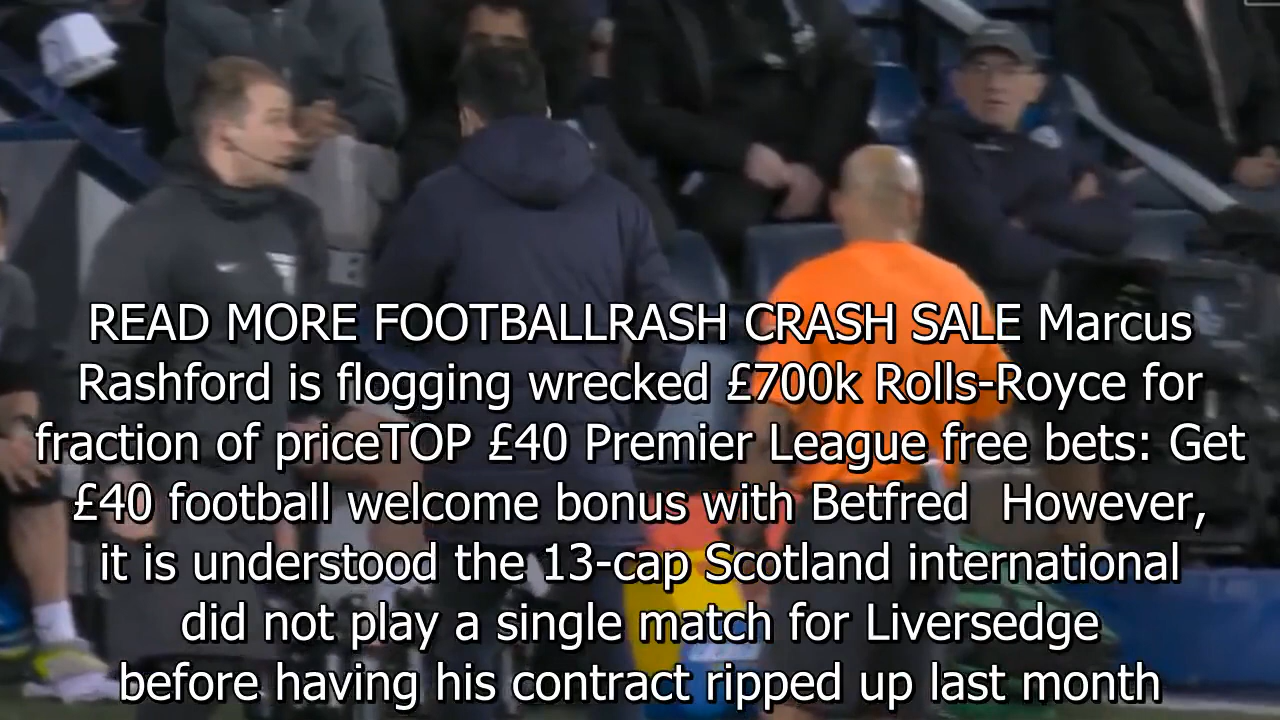 READ MORE FOOTBALLRASH CRASH SALE Marcus
Rashford is flogging wrecked £700k Rolls-Royce for
fraction of priceTOP £40 Premier League free bets: Get
£40 football welcome bonus with Betfred  However,
it is understood the 13-cap Scotland international
did not play a single match for Liversedge
before having his contract ripped up last month